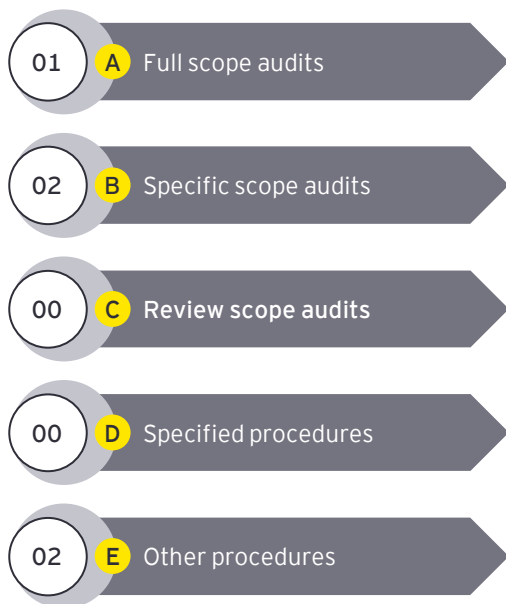 01 A Full scope audits
02 B Specific scope audits
00 C Review scope audits
00 D Specified procedures
02 E Other procedures